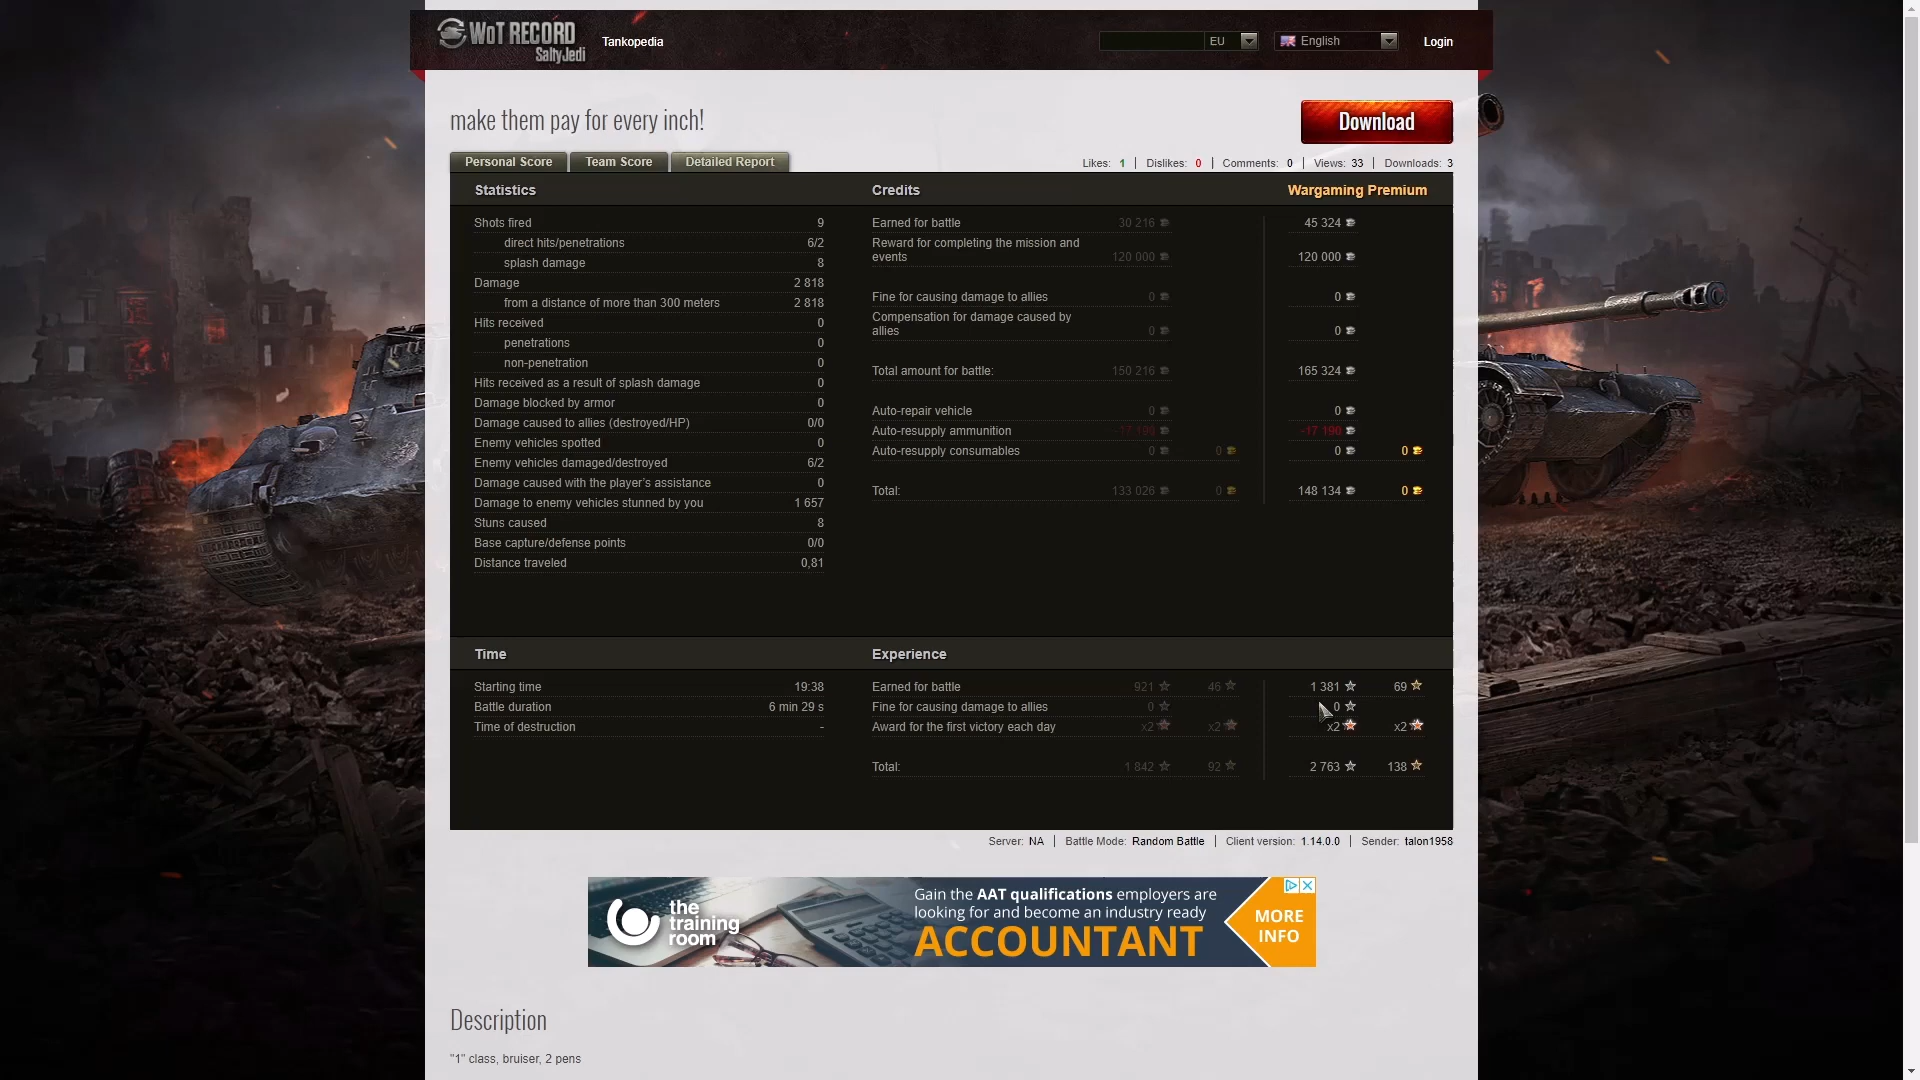 WoT RECORD
SaltyJedi
Tankopedia
EU
English
Login
make them pay for every inch!
Download
Personal Score
Team Score
Detailed Report
Likes: 1 | Dislikes: 0 | Comments: 0 | Views: 33 | Downloads: 3
Statistics
Shots fired 9
direct hits/penetrations 6/2
splash damage 8
Damage 2 818
from a distance of more than 300 meters 2 818
Hits received 0
penetrations 0
non-penetration 0
Hits received as a result of splash damage 0
Damage blocked by armor 0
Damage caused to allies (destroyed/HP) 0/0
Enemy vehicles spotted 0
Enemy vehicles damaged/destroyed 6/2
Damage caused with the player's assistance 0
Damage to enemy vehicles stunned by you 1 657
Stuns caused 8
Base capture/defense points 0/0
Distance traveled 0,81
Credits Wargaming Premium
Earned for battle 30 216 45 324
Reward for completing the mission and
events 120 000 120 000
Fine for causing damage to allies 0 0
Compensation for damage caused by
allies 0 0
Total amount for battle: 150 216 165 324
Auto-repair vehicle 0 0
Auto-resupply ammunition -17 190 -17 190
Auto-resupply consumables 0 0 0 0
Total: 133 026 0 148 134 0
Time
Starting time 19:38
Battle duration 6 min 29 s
Time of destruction -
Experience
Earned for battle 921 46 1 381 69
Fine for causing damage to allies 0 0
Award for the first victory each day x2 x2 x2 x2
Total: 1 842 92 2 763 138
Server: NA | Battle Mode: Random Battle | Client version: 1.14.0.0 | Sender: talon1958
the
training
room
Gain the AAT qualifications employers are
looking for and become an industry ready
ACCOUNTANT
MORE
INFO
Description
"1" class, bruiser, 2 pens